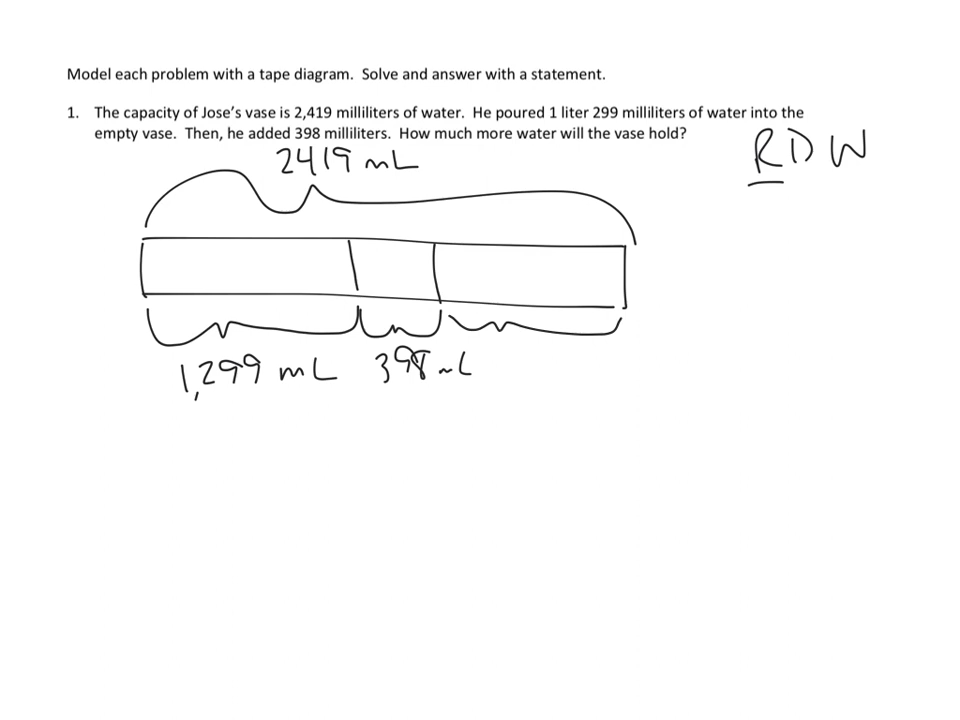 Model each problem with a tape diagram. Solve and answer with a statement.
1. The capacity of Jose's vase is 2,419 milliliters of water. He poured 1 liter 299 milliliters of water into the
empty vase. Then, he added 398 milliliters. How much more water will the vase hold?
RDW
2419 mL
1,299 mL 398 mL